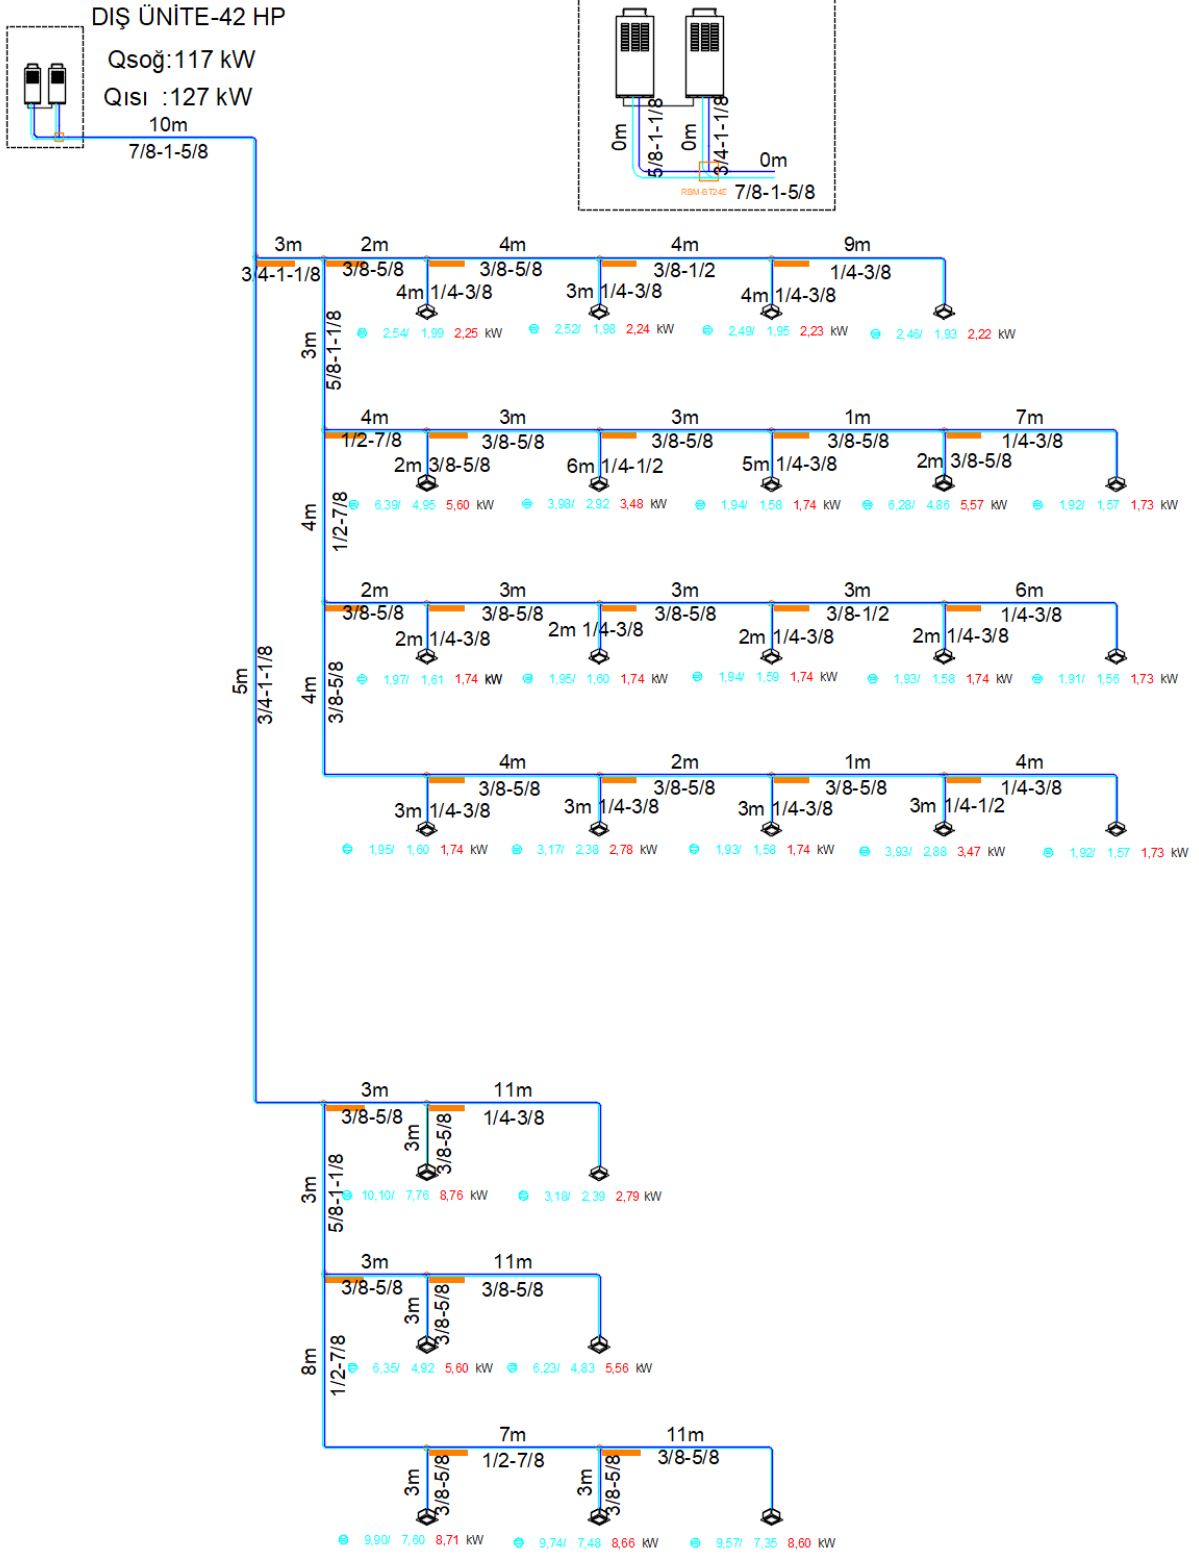 DIŞ ÜNİTE-42 HP
Qsoğ:117 kW
Qısı :127 kW
10m
7/8-1-5/8
0m
5/8-1-1/8
0m
3/4-1-1/8
0m
RBM-BT24E
7/8-1-5/8
3m 2m 4m 4m 9m
3/4-1-1/8 3/8-5/8 3/8-5/8 3/8-1/2 1/4-3/8
4m 1/4-3/8 3m 1/4-3/8 4m 1/4-3/8
2,54/ 1,99 2,25 kW 2,52/ 1,98 2,24 kW 2,49/ 1,95 2,23 kW 2,46/ 1,93 2,22 kW
3m
5/8-1-1/8
4m 3m 3m 1m 7m
1/2-7/8 3/8-5/8 3/8-5/8 3/8-5/8 1/4-3/8
2m 3/8-5/8 6m 1/4-1/2 5m 1/4-3/8 2m 3/8-5/8
6,39/ 4,95 5,60 kW 3,98/ 2,92 3,48 kW 1,94/ 1,58 1,74 kW 6,28/ 4,86 5,57 kW 1,92/ 1,57 1,73 kW
4m
1/2-7/8
2m 3m 3m 3m 6m
3/8-5/8 3/8-5/8 3/8-5/8 3/8-1/2 1/4-3/8
2m 1/4-3/8 2m 1/4-3/8 2m 1/4-3/8 2m 1/4-3/8
1,97/ 1,61 1,74 kW 1,95/ 1,60 1,74 kW 1,94/ 1,59 1,74 kW 1,93/ 1,58 1,74 kW 1,91/ 1,56 1,73 kW
5m
3/4-1-1/8
4m
3/8-5/8
4m 2m 1m 4m
3/8-5/8 3/8-5/8 3/8-5/8 1/4-3/8
3m 1/4-3/8 3m 1/4-3/8 3m 1/4-3/8 3m 1/4-1/2
1,95/ 1,60 1,74 kW 3,17/ 2,38 2,78 kW 1,93/ 1,58 1,74 kW 3,93/ 2,88 3,47 kW 1,92/ 1,57 1,73 kW
3m 11m
3/8-5/8 1/4-3/8
3m
3/8-5/8
10,10/ 7,76 8,76 kW 3,18/ 2,39 2,79 kW
3m
5/8-1-1/8
3m 11m
3/8-5/8 3/8-5/8
3m
3/8-5/8
6,35/ 4,92 5,60 kW 6,23/ 4,83 5,56 kW
8m
1/2-7/8
7m 11m
1/2-7/8 3/8-5/8
3m
3/8-5/8
3m
3/8-5/8
9,90/ 7,60 8,71 kW 9,74/ 7,48 8,66 kW 9,57/ 7,35 8,60 kW